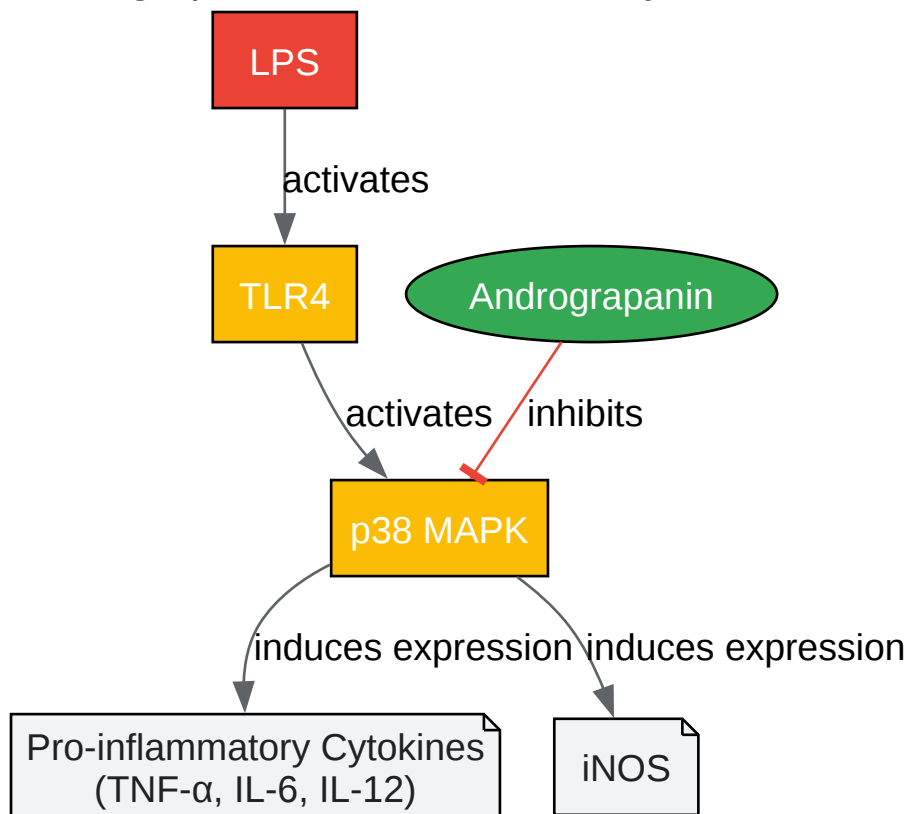 LPS
activates
TLR4
Andrograpanin
activates
inhibits
p38 MAPK
induces expression
induces expression
Pro-inflammatory Cytokines
(TNF-α, IL-6, IL-12)
iNOS